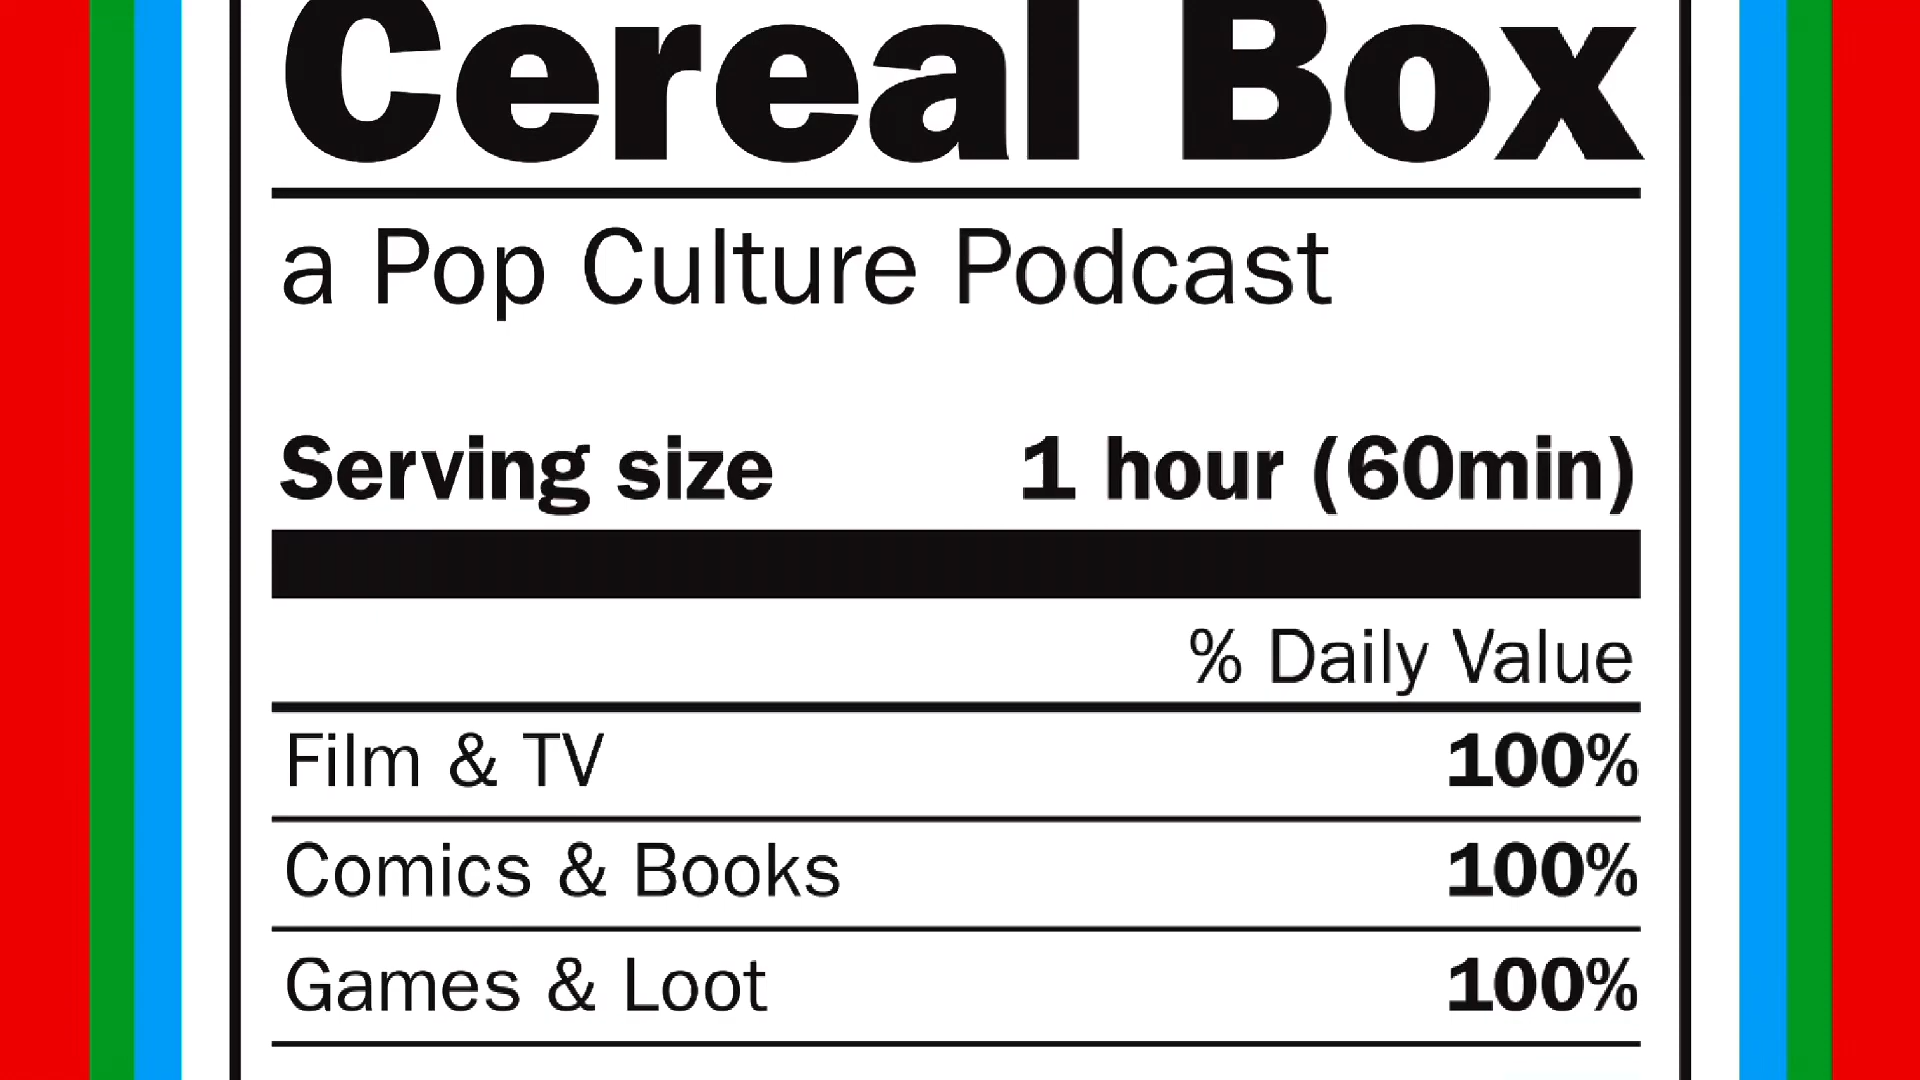 Cereal Box
a Pop Culture Podcast
Serving size 1 hour (60min)
% Daily Value
Film & TV 100%
Comics & Books 100%
Games & Loot 100%